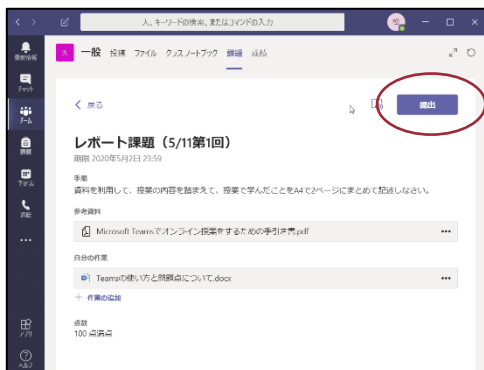 人、キーワードの検索、またはコマンドの入力
最新情報
チャット
チーム
課題
予定表
通話
アプリ
ヘルプ
一般 投稿 ファイル クラスノートブック 課題 成績
戻る
提出
レポート課題（5/11第1回）
期限 2020年5月2日 23:59
手順
資料を利用して、授業の内容を踏まえて、授業で学んだことをA4で2ページにまとめて記述しなさい。
参考資料
Microsoft Teamsでオンライン授業をするための手引き書.pdf
自分の作業
Teamsの使い方と問題点について.docx
+ 作業の追加
点数
100 点満点